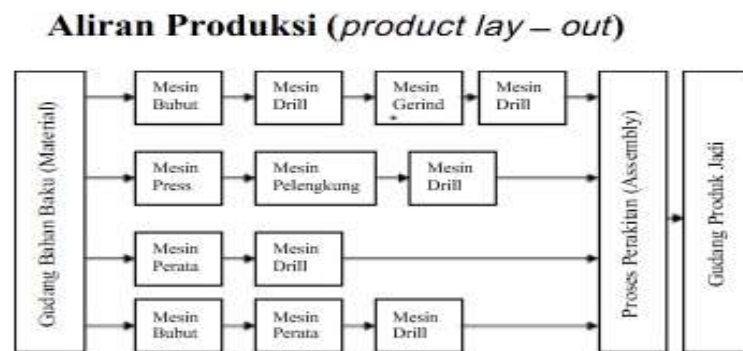 Aliran Produksi (product lay – out)
Gudang Bahan Baku (Material)
Mesin
Bubut
Mesin
Drill
Mesin
Gerind
Mesin
Drill
Mesin
Press
Mesin
Pelengkung
Mesin
Drill
Mesin
Perata
Mesin
Drill
Mesin
Bubut
Mesin
Perata
Mesin
Drill
Proses Perakitan (Assembly)
Gudang Produk Jadi